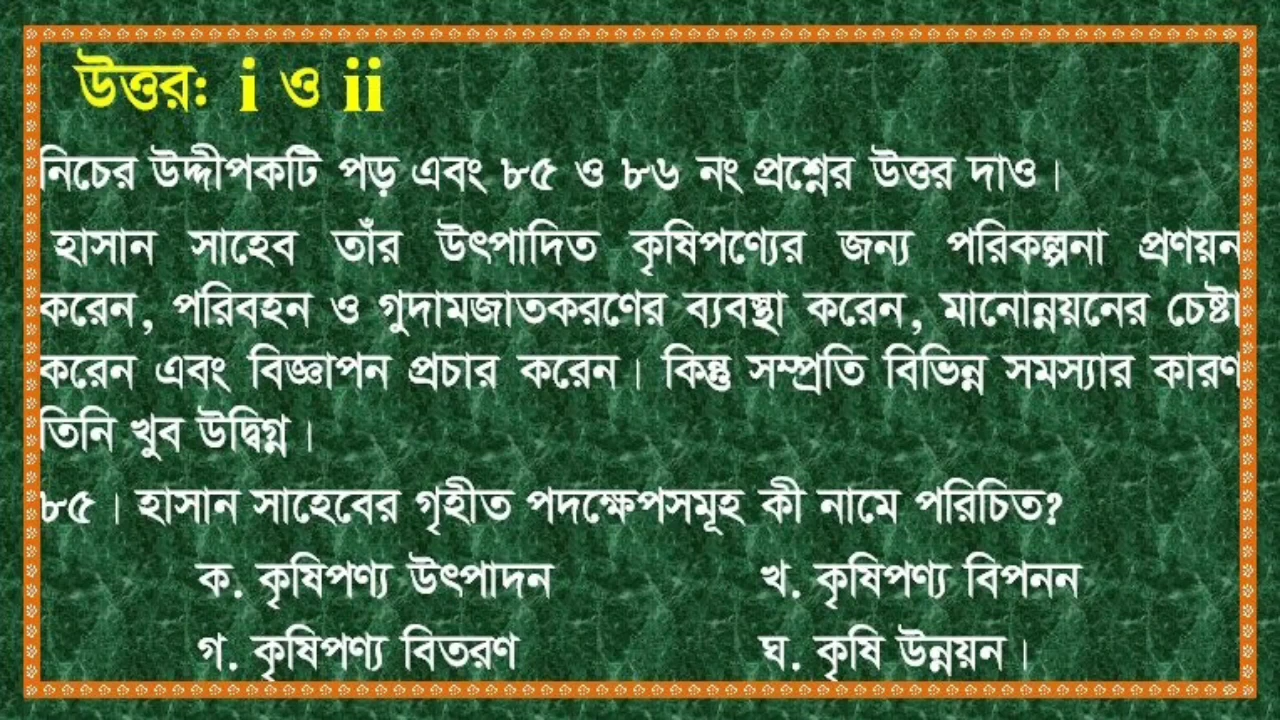 উত্তর: i ও ii
নিচের উদ্দীপকটি পড় এবং ৮৫ ও ৮৬ নং প্রশ্নের উত্তর দাও।
হাসান সাহেব তাঁর উৎপাদিত কৃষিপণ্যের জন্য পরিকল্পনা প্রণয়ন
করেন, পরিবহন ও গুদামজাতকরণের ব্যবস্থা করেন, মানোন্নয়নের চেষ্টা
করেন এবং বিজ্ঞাপন প্রচার করেন। কিন্তু সম্প্রতি বিভিন্ন সমস্যার কারণ
তিনি খুব উদ্বিগ্ন।
৮৫। হাসান সাহেবের গৃহীত পদক্ষেপসমূহ কী নামে পরিচিত?
ক. কৃষিপণ্য উৎপাদন খ. কৃষিপণ্য বিপনন
গ. কৃষিপণ্য বিতরণ ঘ. কৃষি উন্নয়ন।